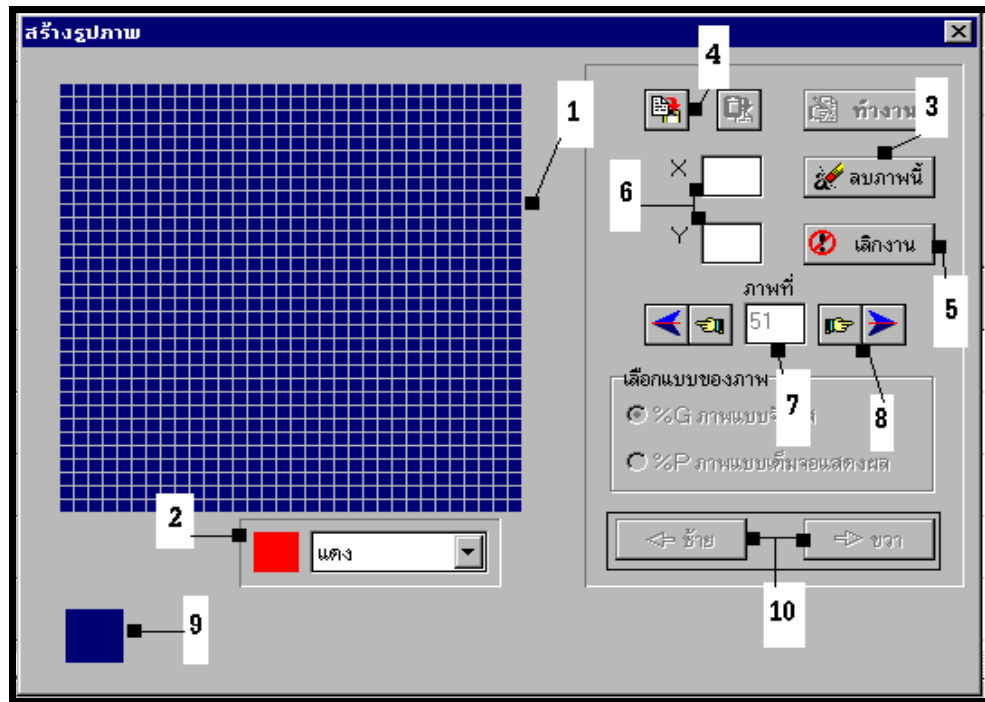 สร้างรูปภาพ
4
1
3
ทำงาน
X
6
ลบภาพนี้
Y
เลิกงาน
5
ภาพที่
51
7
8
เลือกแบบของภาพ
%G ภาพแบบ
%P ภาพแบบเต็มจอแสดงผล
2
แดง
ซ้าย
ขวา
10
9